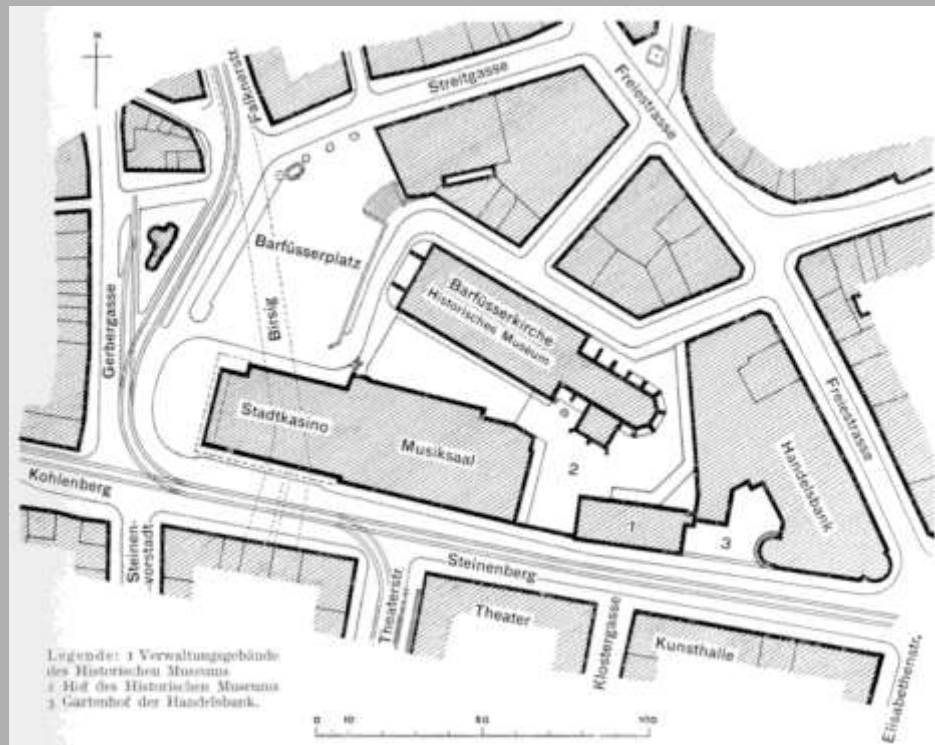 N
Falknerstr.
Streitgasse
Freiestrasse
Barfüsserplatz
Birsig
Gerbergasse
Barfüsserkirche
Historisches Museum
Stadtkasino
Musiksaal
2
1
3
Handelsbank
Freiestrasse
Kohlenberg
Steinen-
vorstadt
Theaterstr.
Steinenberg
Theater
Klostergasse
Kunsthalle
Elisabethenstr.
Legende: 1 Verwaltungsgebäude
des Historischen Museums
2 Hof des Historischen Museums
3 Gartenhof der Handelsbank.
0 10 50 100